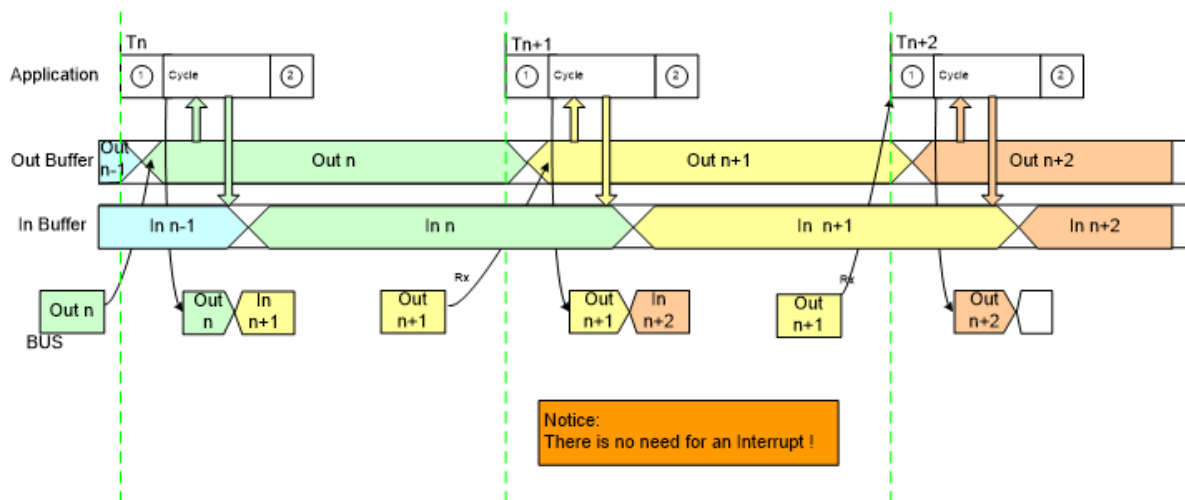 Tn
Tn+1
Tn+2
Application
1
Cycle
2
1
Cycle
2
1
Cycle
2
Out Buffer
Out
n-1
Out n
Out n+1
Out n+2
In Buffer
In n-1
In n
In n+1
In n+2
Rx
Rx
Out n
Out
n
In
n+1
Out
n+1
Out
n+1
In
n+2
Out
n+1
Out
n+2
BUS
Notice:
There is no need for an Interrupt !